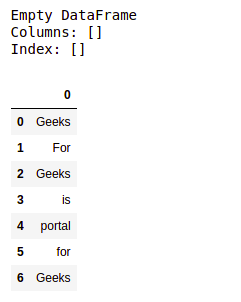 Empty DataFrame
Columns: []
Index: []
0
0 Geeks
1 For
2 Geeks
3 is
4 portal
5 for
6 Geeks